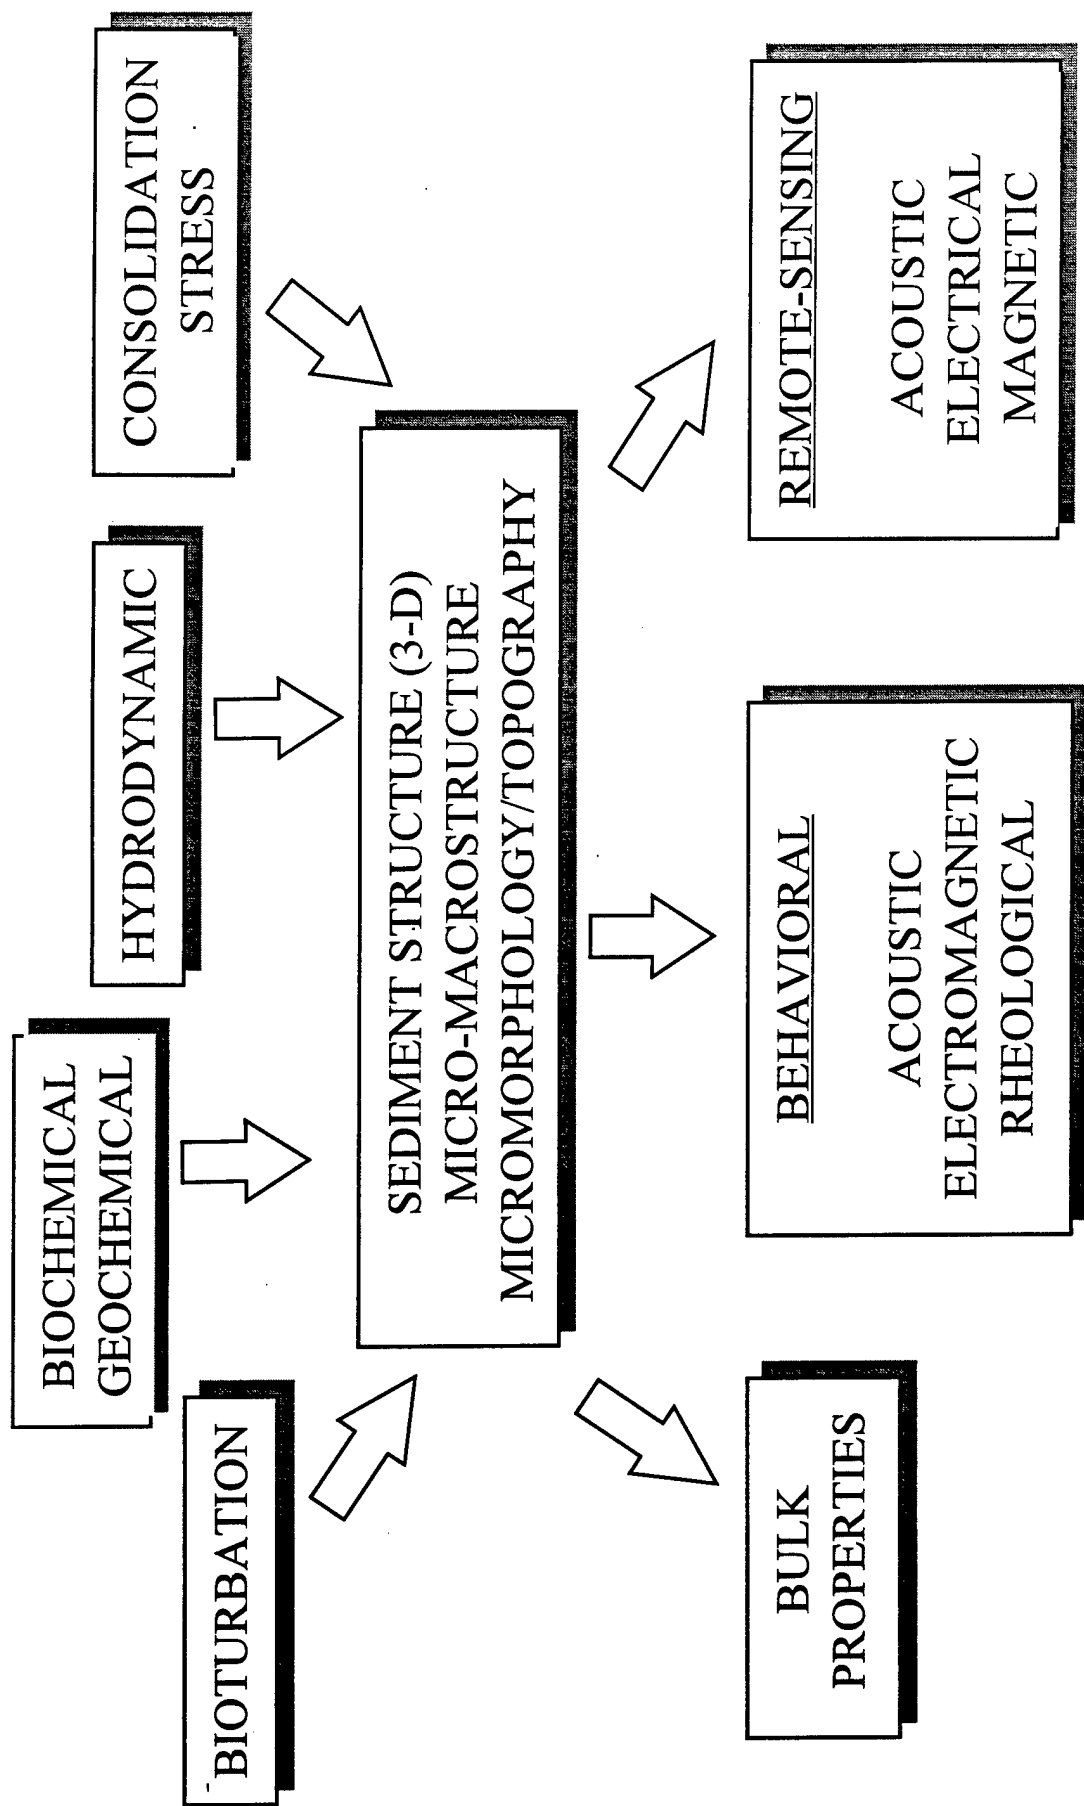 BIOTURBATION
BIOCHEMICAL
GEOCHEMICAL
HYDRODYNAMIC
CONSOLIDATION
STRESS
SEDIMENT STRUCTURE (3-D)
MICRO-MACROSTRUCTURE
MICROMORPHOLOGY/TOPOGRAPHY
BULK
PROPERTIES
BEHAVIORAL
ACOUSTIC
ELECTROMAGNETIC
RHEOLOGICAL
REMOTE-SENSING
ACOUSTIC
ELECTRICAL
MAGNETIC